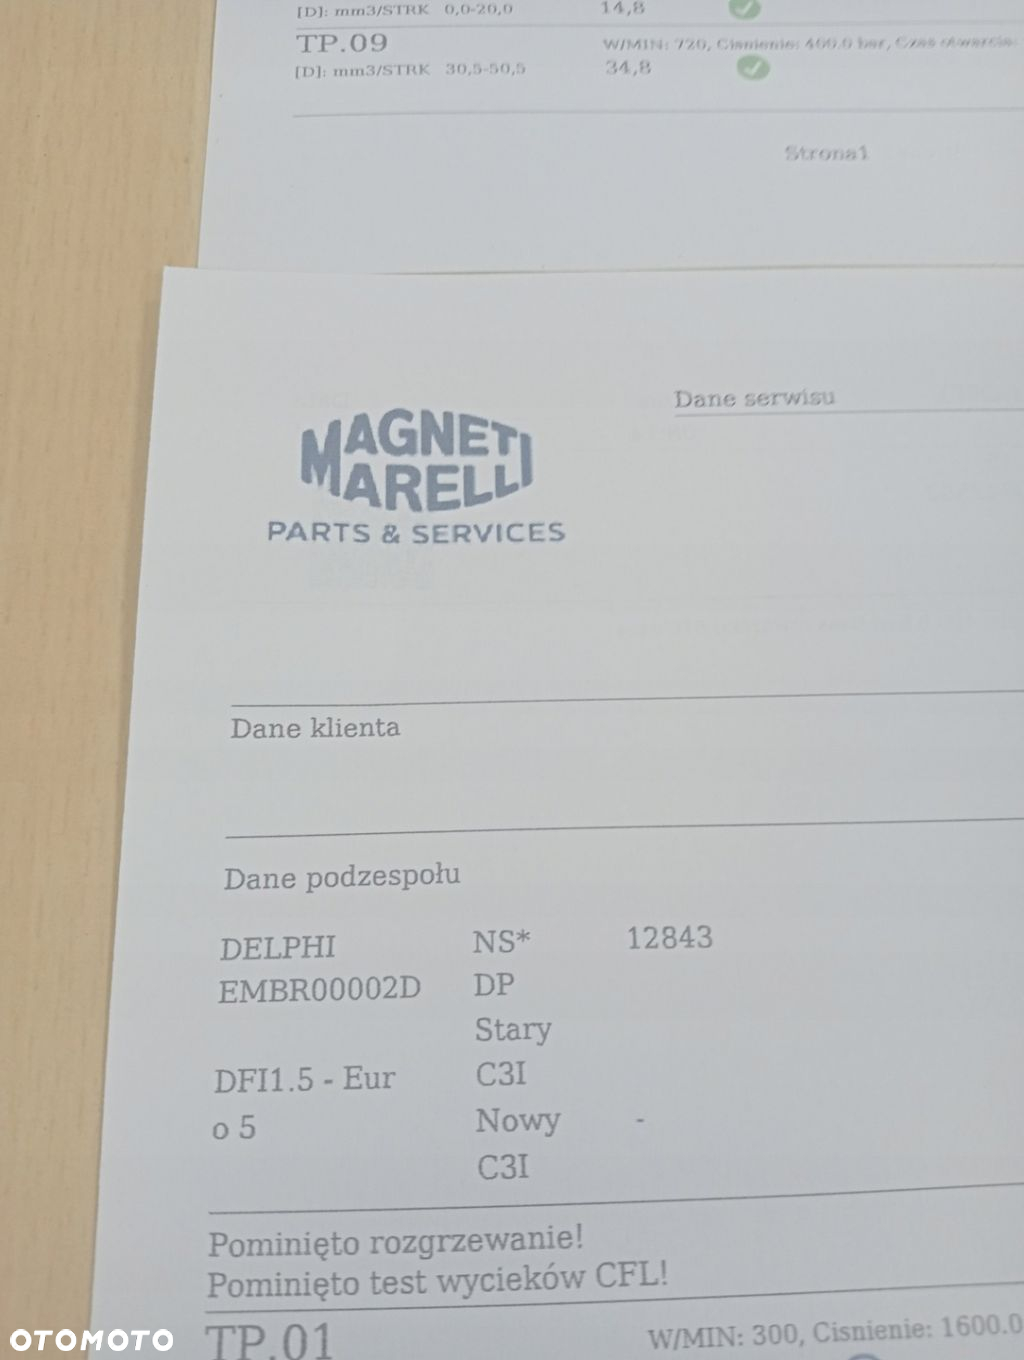 [D]: mm3/STRK 0,0-20,0 14,8
TP.09 W/MIN: 720, Cisnienie: 400.0 bar, Czas otwarcia:
[D]: mm3/STRK 30,5-50,5 34,8
Strona1
Dane serwisu
MAGNETI
MARELLI
PARTS & SERVICES
Dane klienta
Dane podzespołu
DELPHI NS* 12843
EMBR00002D DP
Stary
DFI1.5 - Eur C3I
o 5 Nowy -
C3I
Pominięto rozgrzewanie!
Pominięto test wycieków CFL!
TP.01 W/MIN: 300, Cisnienie: 1600.0
OTOMOTO